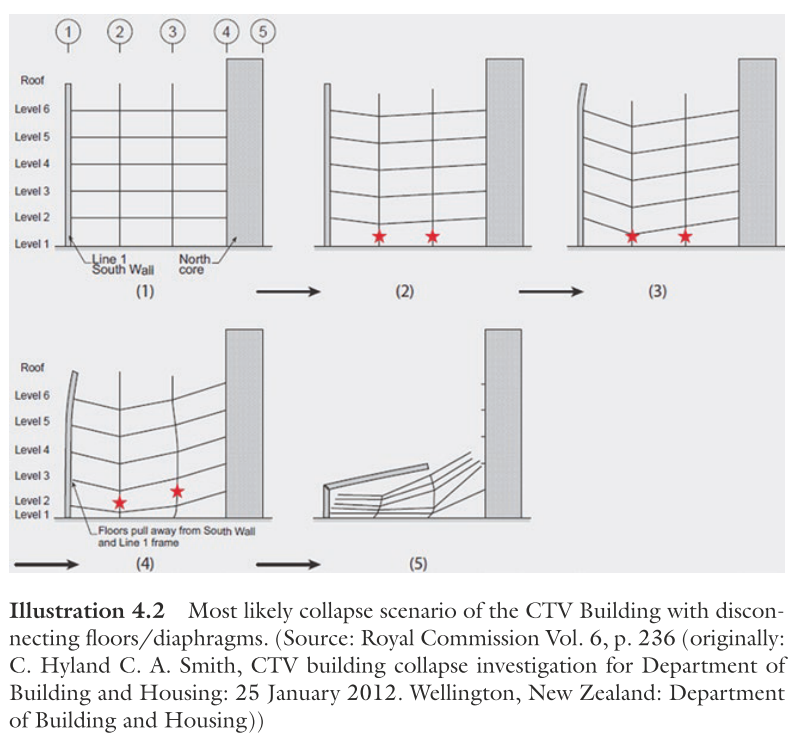 1 2 3 4 5
Roof
Level 6
Level 5
Level 4
Level 3
Level 2
Level 1
Line 1
South Wall
North
core
(1)
(2)
(3)
Roof
Level 6
Level 5
Level 4
Level 3
Level 2
Level 1
Floors pull away from South Wall
and Line 1 frame
(4)
(5)
Illustration 4.2 Most likely collapse scenario of the CTV Building with discon-
necting floors/diaphragms. (Source: Royal Commission Vol. 6, p. 236 (originally:
C. Hyland C. A. Smith, CTV building collapse investigation for Department of
Building and Housing: 25 January 2012. Wellington, New Zealand: Department
of Building and Housing))